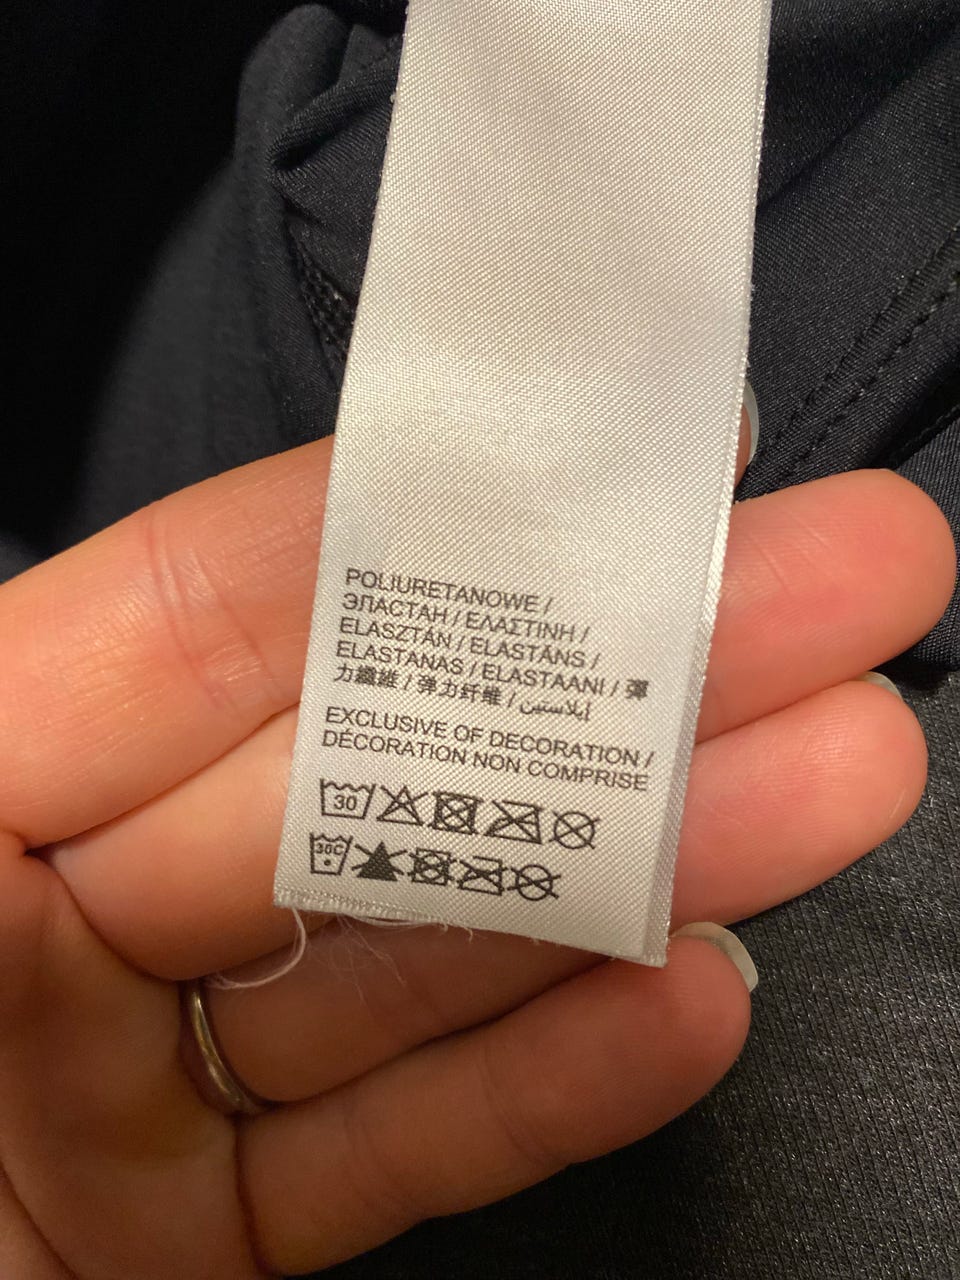 POLIURETANOWE /
ЭЛАСТАН / ΕΛΑΣΤΙΝΗ /
ELASZTÁN / ELASTĀNS /
ELASTANAS / ELASTAANI / 彈
力纖維 / 弹力纤维 / إيلاستين
EXCLUSIVE OF DECORATION /
DÉCORATION NON COMPRISE
30
30C